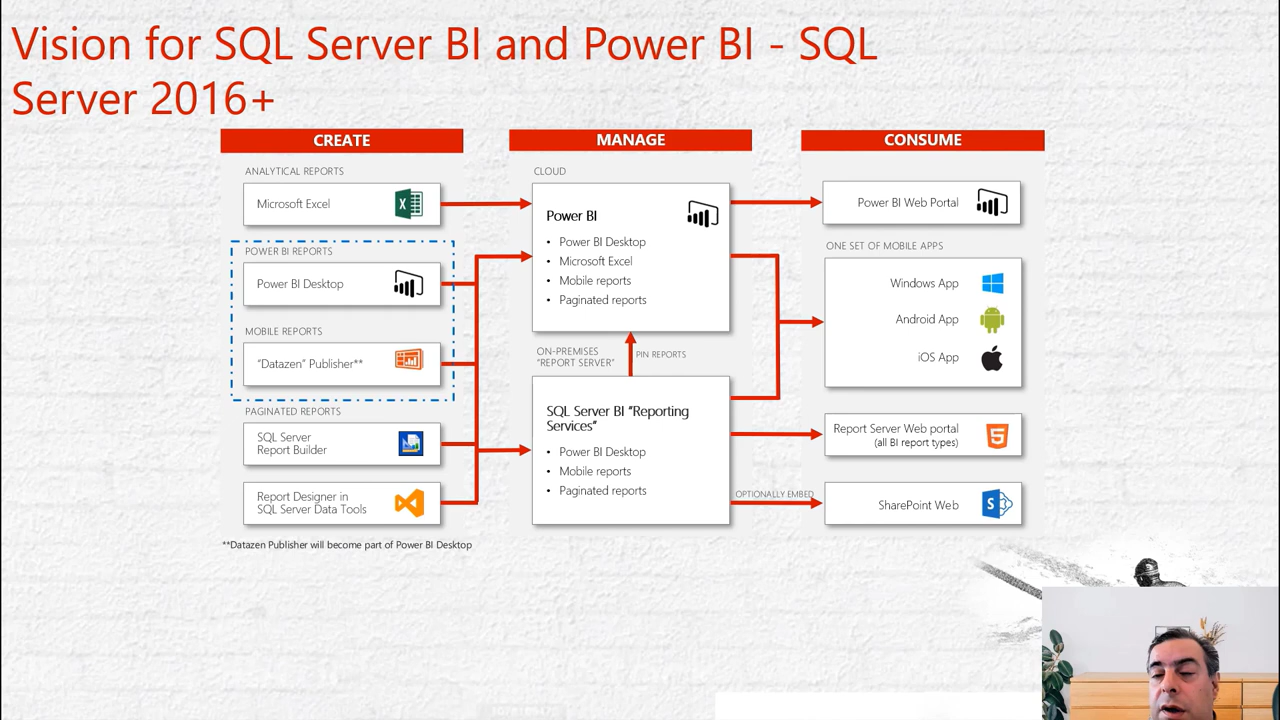 Vision for SQL Server BI and Power BI - SQL
Server 2016+
CREATE
ANALYTICAL REPORTS
Microsoft Excel
POWER BI REPORTS
Power BI Desktop
MOBILE REPORTS
“Datazen” Publisher**
PAGINATED REPORTS
SQL Server
Report Builder
Report Designer in
SQL Server Data Tools
**Datazen Publisher will become part of Power BI Desktop
MANAGE
CLOUD
Power BI
• Power BI Desktop
• Microsoft Excel
• Mobile reports
• Paginated reports
ON-PREMISES
“REPORT SERVER”
PIN REPORTS
SQL Server BI “Reporting
Services”
• Power BI Desktop
• Mobile reports
• Paginated reports
OPTIONALLY EMBED
CONSUME
Power BI Web Portal
ONE SET OF MOBILE APPS
Windows App
Android App
iOS App
Report Server Web portal
(all BI report types)
SharePoint Web